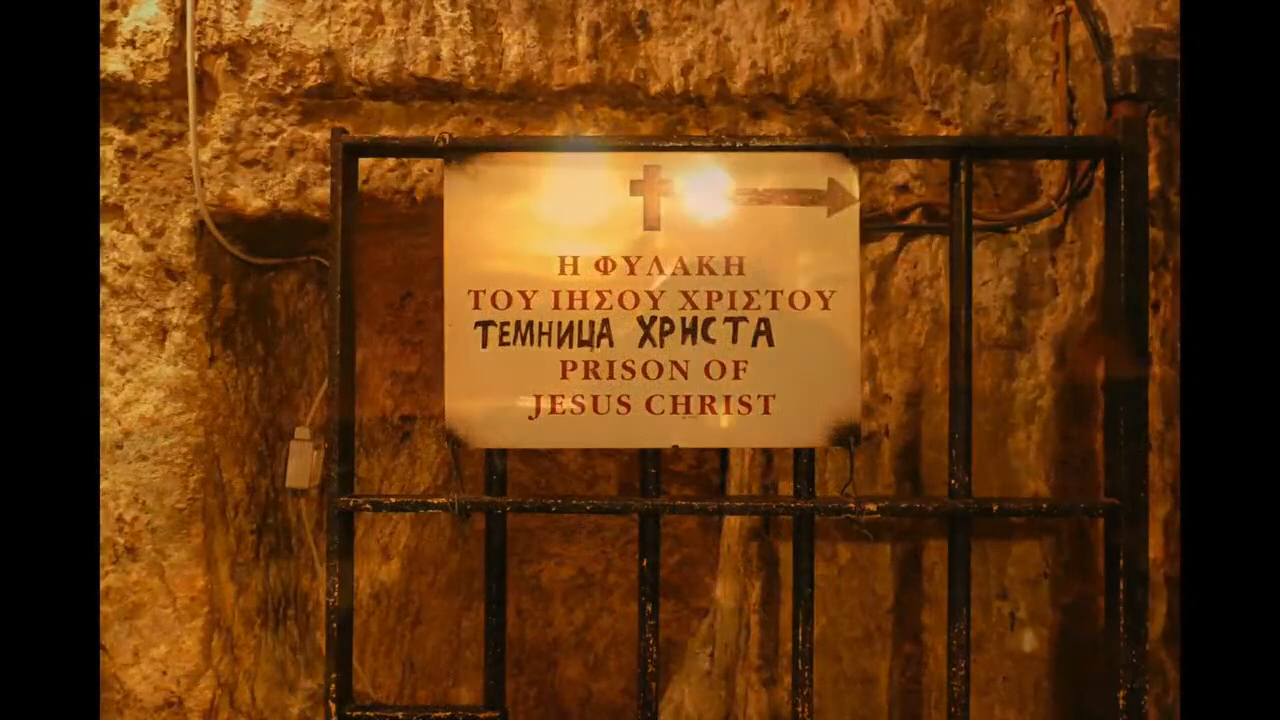 Η ΦΥΛΑΚΗ
ΤΟΥ ΙΗΣΟΥ ΧΡΙΣΤΟΥ
ТЕМНИЦА ХРИСТА
PRISON OF
JESUS CHRIST